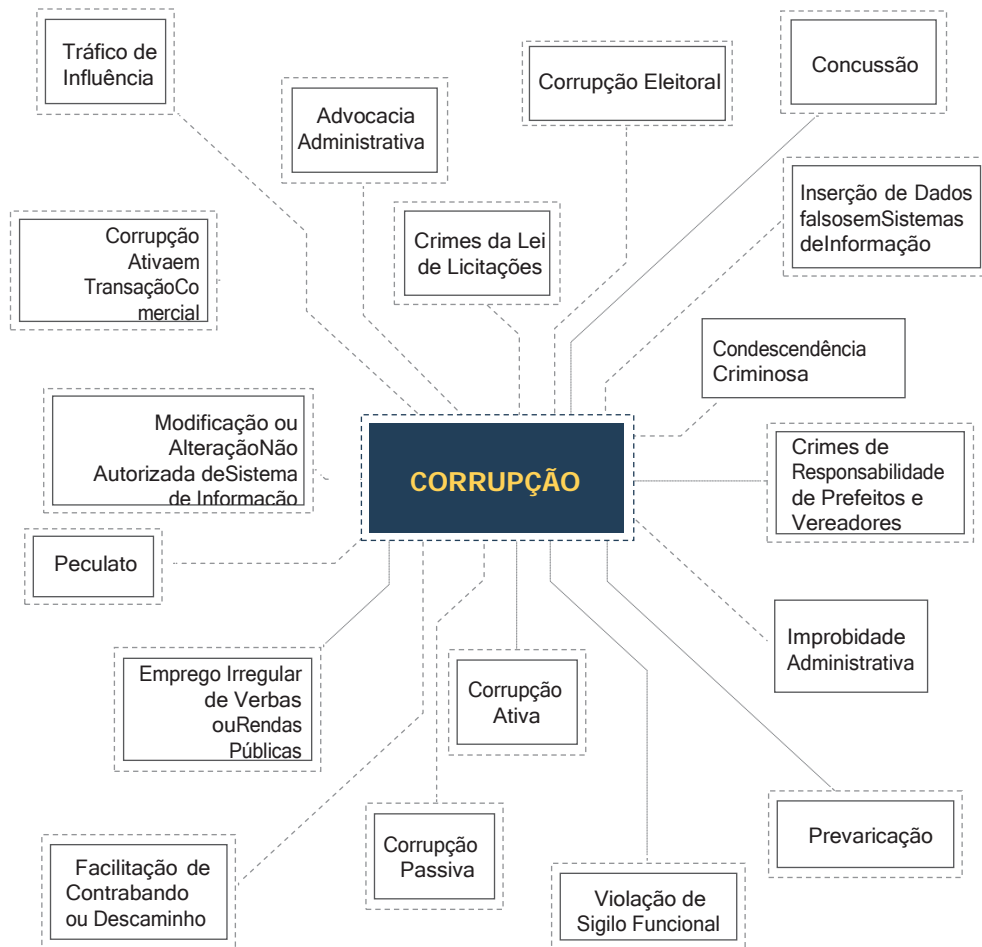 Tráfico de
Influência
Corrupção Eleitoral
Concussão
Advocacia
Administrativa
Inserção de Dados
falsosemSistemas
deInformação
Corrupção
Ativaem
TransaçãoCo
mercial
Crimes da Lei
de Licitações
Condescendência
Criminosa
Modificação ou
AlteraçãoNão
Autorizada deSistema
de Informação
CORRUPÇÃO
Crimes de
Responsabilidade
de Prefeitos e
Vereadores
Peculato
Improbidade
Administrativa
Emprego Irregular
de Verbas
ouRendas
Públicas
Corrupção
Ativa
Prevaricação
Corrupção
Passiva
Facilitação de
Contrabando
ou Descaminho
Violação de
Sigilo Funcional